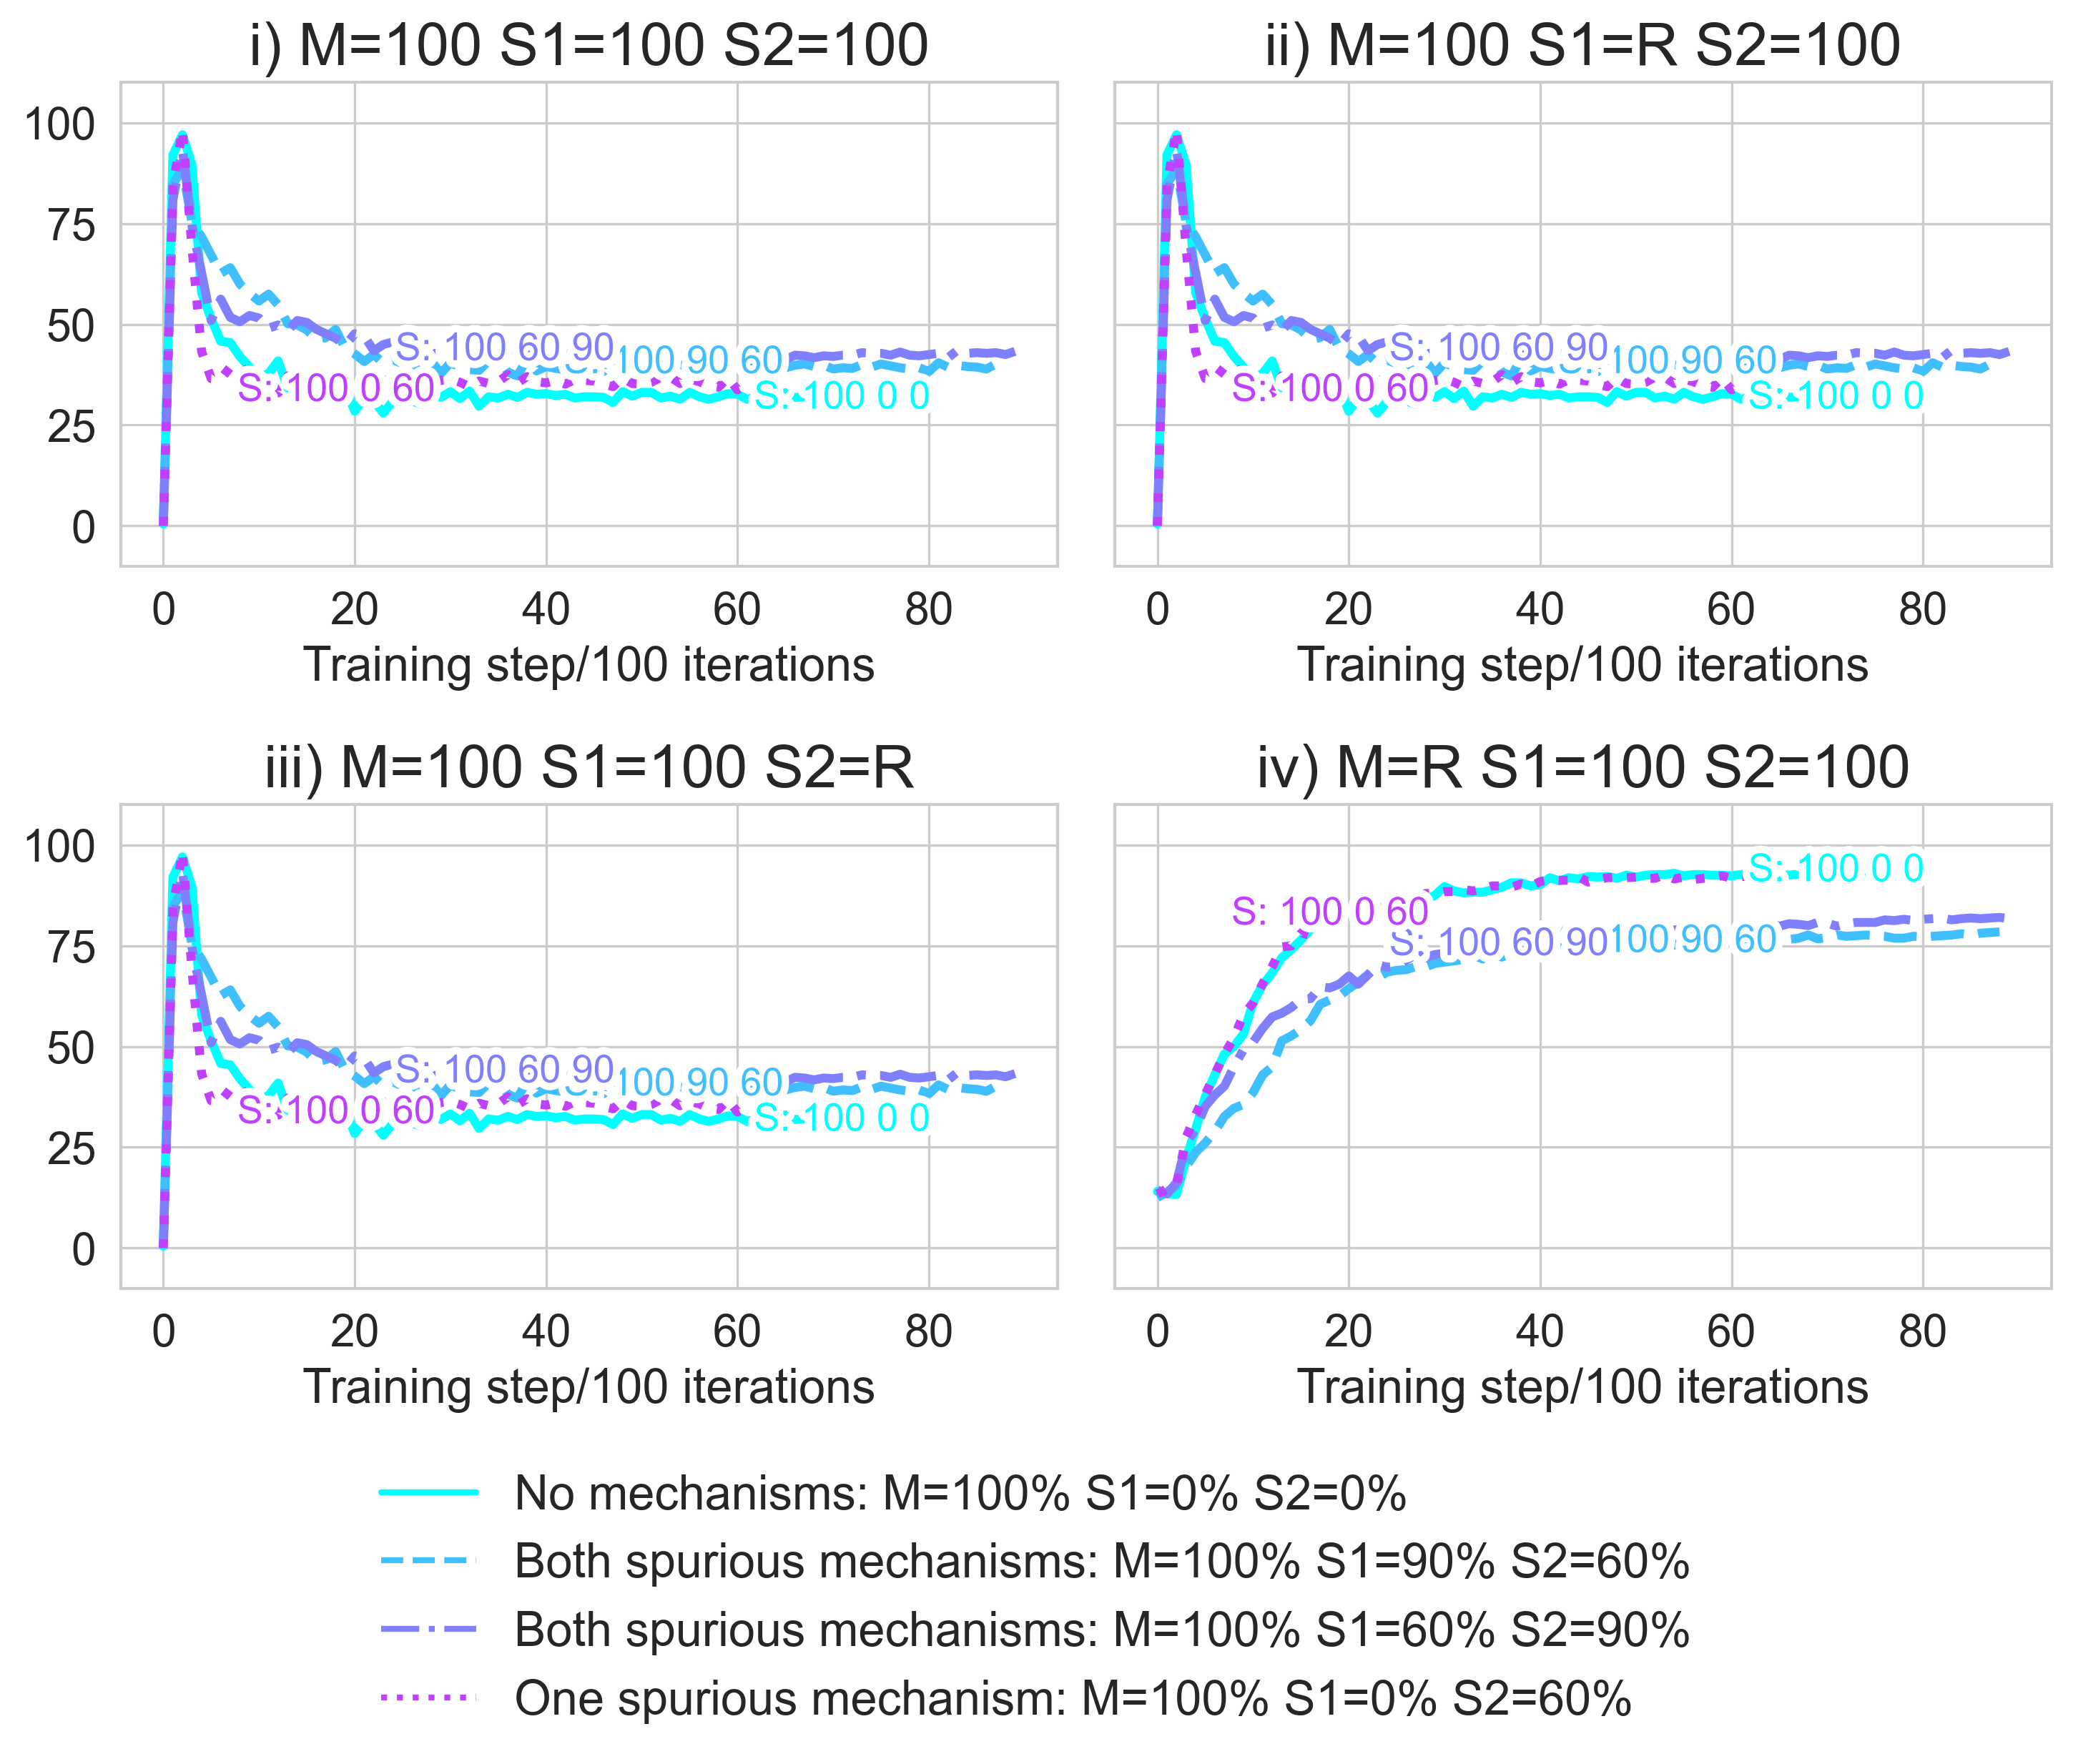 i) M=100 S1=100 S2=100
ii) M=100 S1=R S2=100
100
75
50
25
0
S: 100 60 90
100 90 60
S: 100 0 60
S: 100 0 0
S: 100 60 90
100 90 60
S: 100 0 60
S: 100 0 0
0 20 40 60 80
0 20 40 60 80
Training step/100 iterations
Training step/100 iterations
iii) M=100 S1=100 S2=R
iv) M=R S1=100 S2=100
100
75
50
25
0
S: 100 60 90
100 90 60
S: 100 0 60
S: 100 0 0
S: 100 0 0
S: 100 0 60
S: 100 60 90
100 90 60
0 20 40 60 80
0 20 40 60 80
Training step/100 iterations
Training step/100 iterations
No mechanisms: M=100% S1=0% S2=0%
Both spurious mechanisms: M=100% S1=90% S2=60%
Both spurious mechanisms: M=100% S1=60% S2=90%
One spurious mechanism: M=100% S1=0% S2=60%